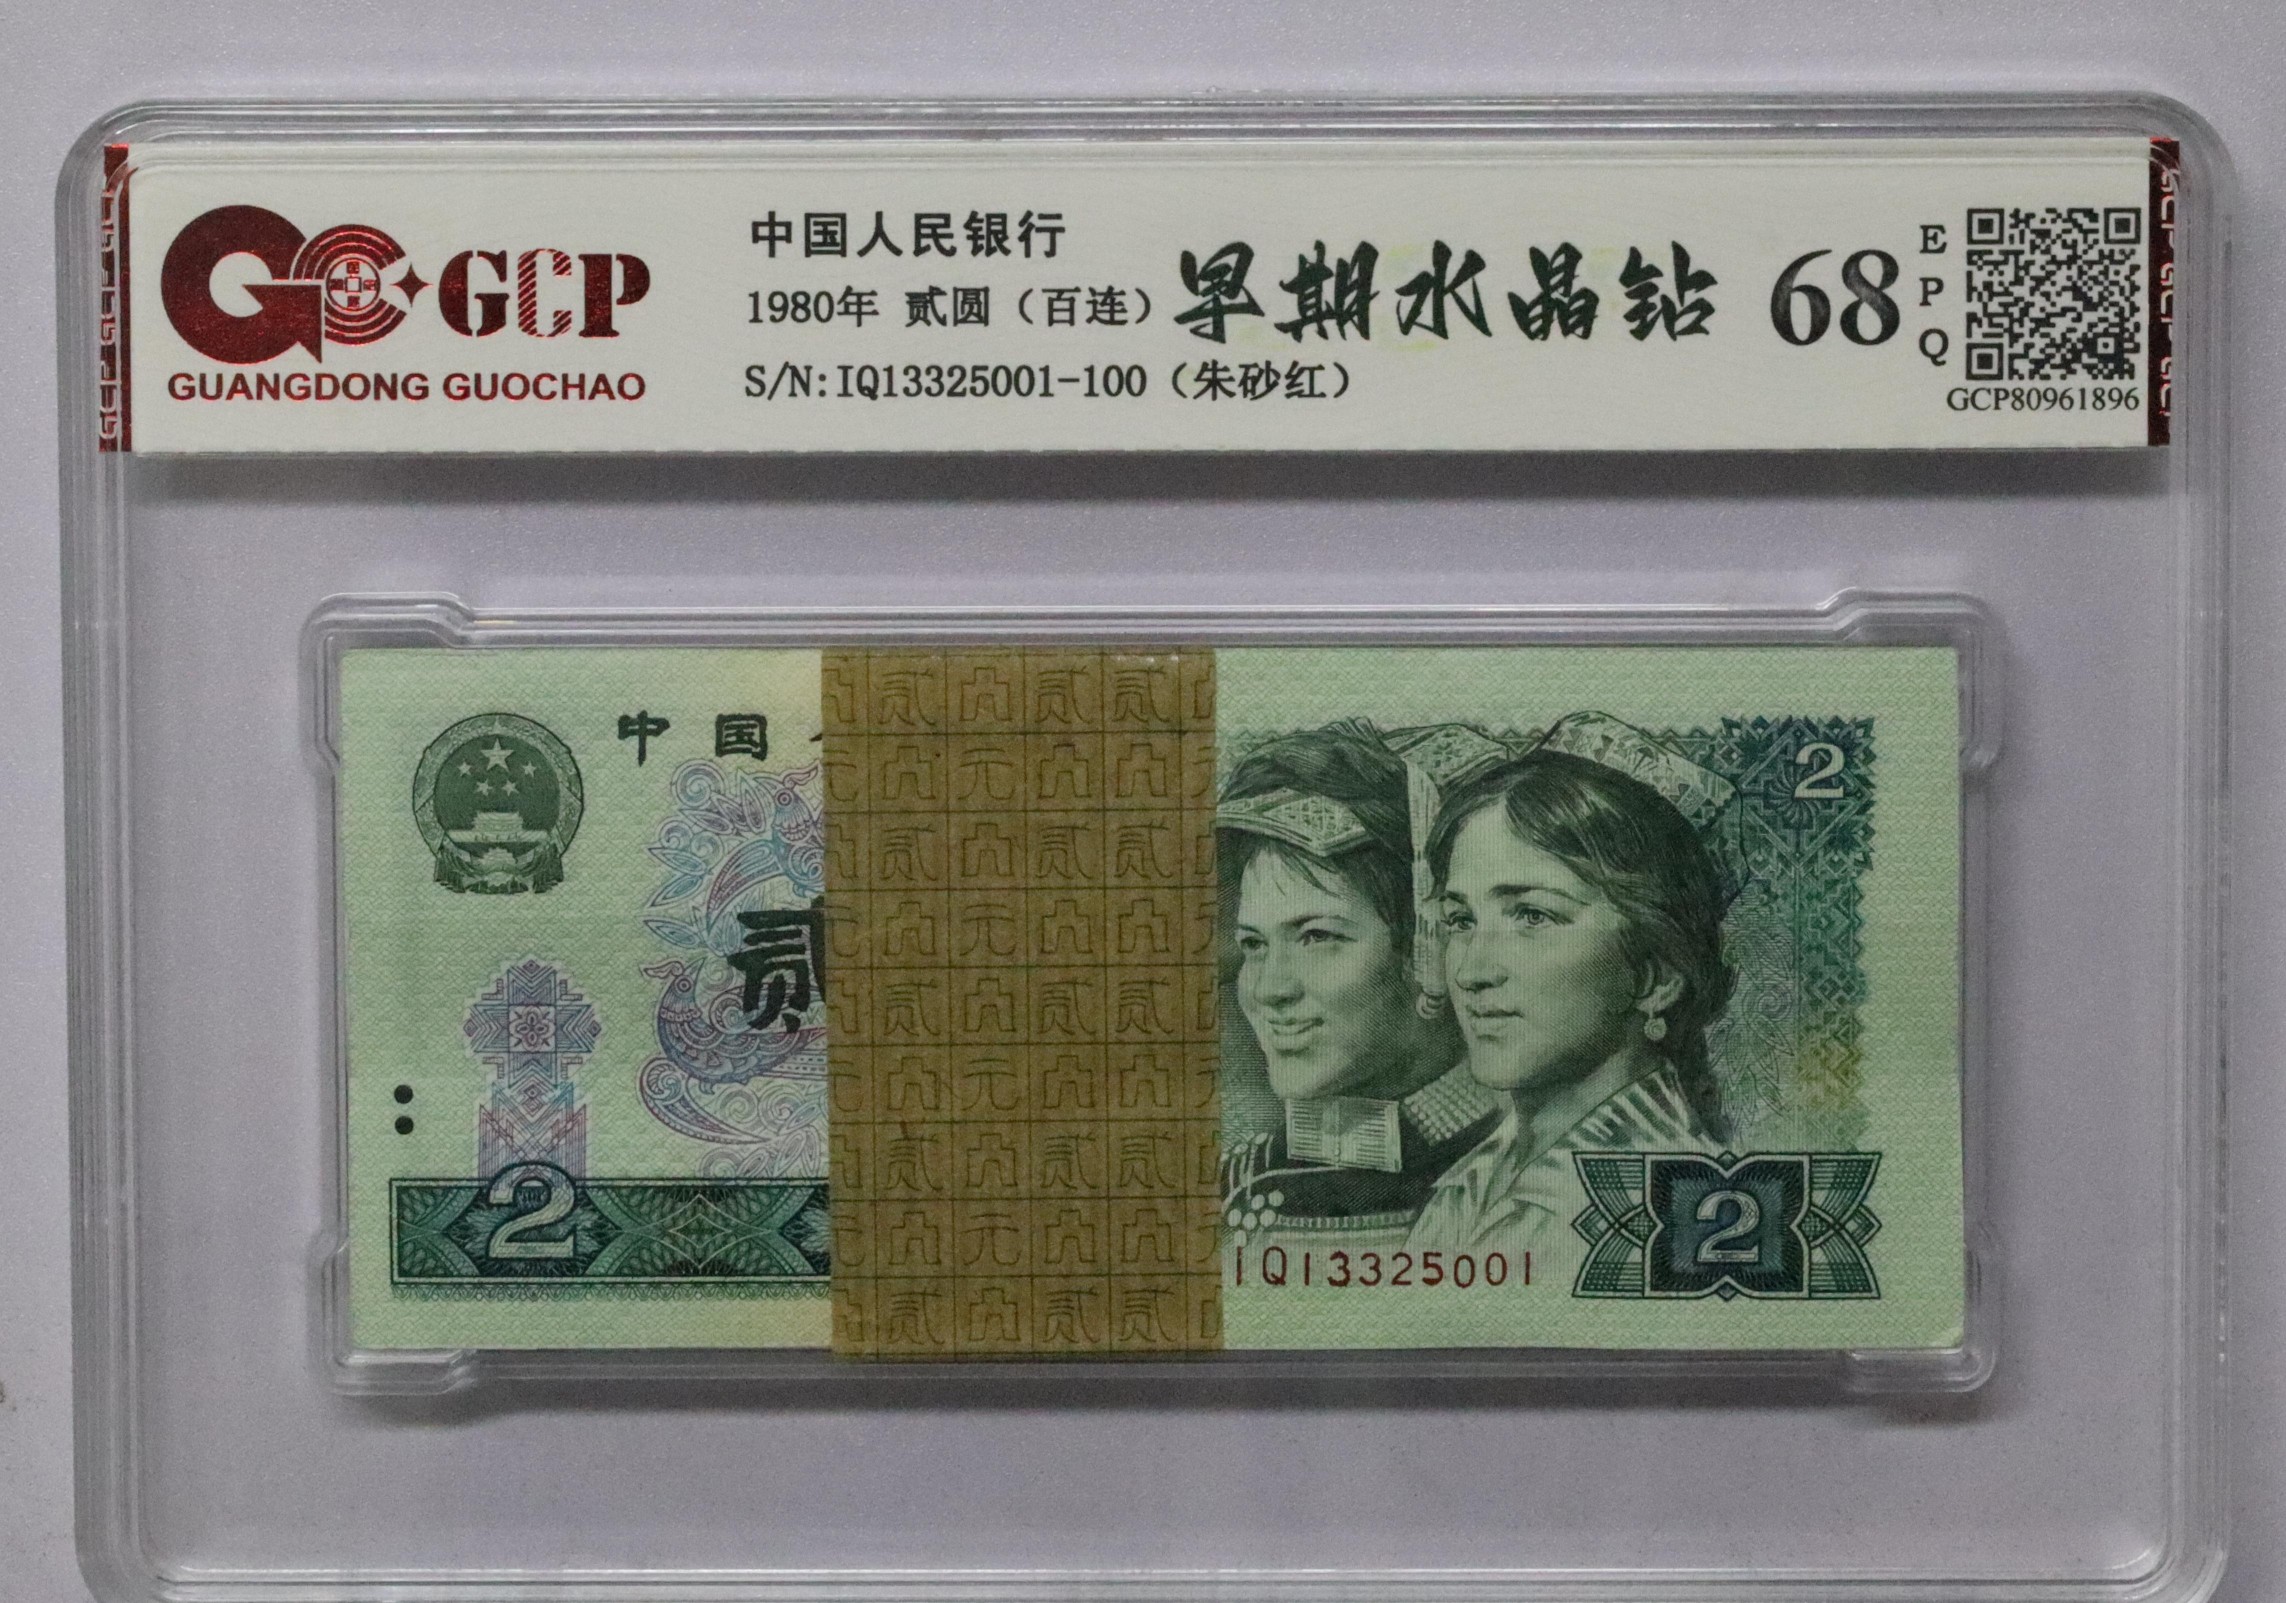 GCP
GUANGDONG GUOCHAO
中国人民银行
1980年 贰圆（百连）
S/N:IQ13325001-100（朱砂红）
早期水晶钻
68
EPQ
GCP80961896
中国
贰
2
2
IQ13325001
2